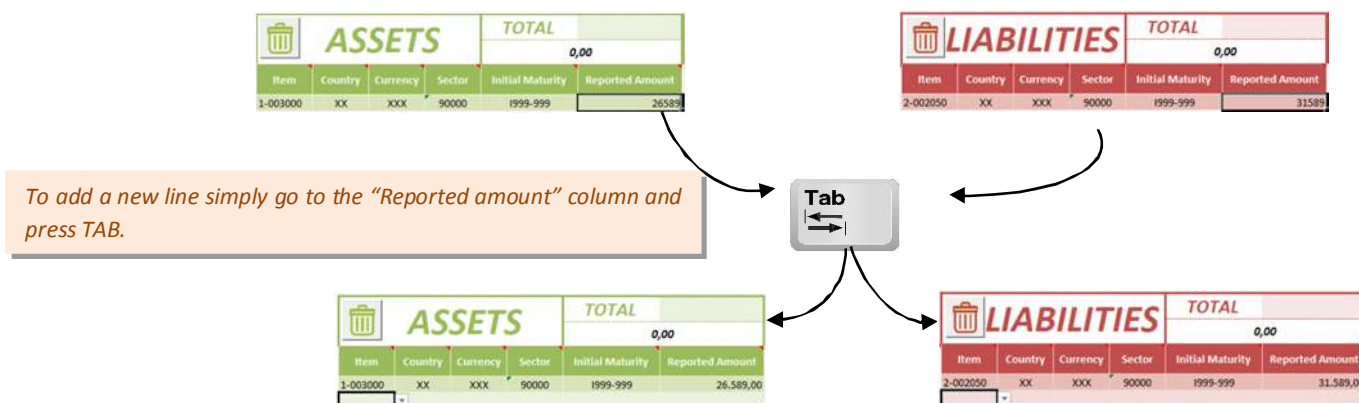 ASSETS TOTAL
0,00
Item Country Currency Sector Initial Maturity Reported Amount
1-003000 XX XXX 90000 I999-999 26589
LIABILITIES TOTAL
0,00
Item Country Currency Sector Initial Maturity Reported Amount
2-002050 XX XXX 90000 I999-999 31589
To add a new line simply go to the “Reported amount” column and
press TAB.
Tab
ASSETS TOTAL
0,00
Item Country Currency Sector Initial Maturity Reported Amount
1-003000 XX XXX 90000 I999-999 26.589,00
LIABILITIES TOTAL
0,00
Item Country Currency Sector Initial Maturity Reported Amount
2-002050 XX XXX 90000 I999-999 31.589,0